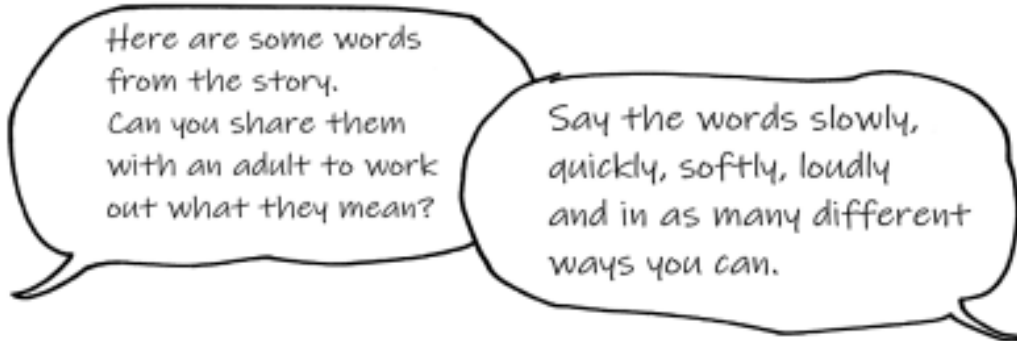 Here are some words
from the story.
Can you share them
with an adult to work
out what they mean?
Say the words slowly,
quickly, softly, loudly
and in as many different
ways you can.